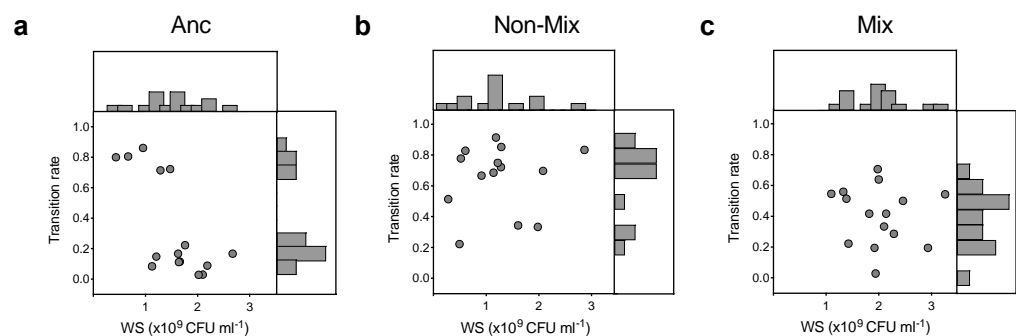 a Anc
b Non-Mix
c Mix
Transition rate
1.0
0.8
0.6
0.4
0.2
0.0
1 2 3
WS (x10⁹ CFU ml⁻¹)
Transition rate
1.0
0.8
0.6
0.4
0.2
0.0
1 2 3
WS (x10⁹ CFU ml⁻¹)
Transition rate
1.0
0.8
0.6
0.4
0.2
0.0
1 2 3
WS (x10⁹ CFU ml⁻¹)